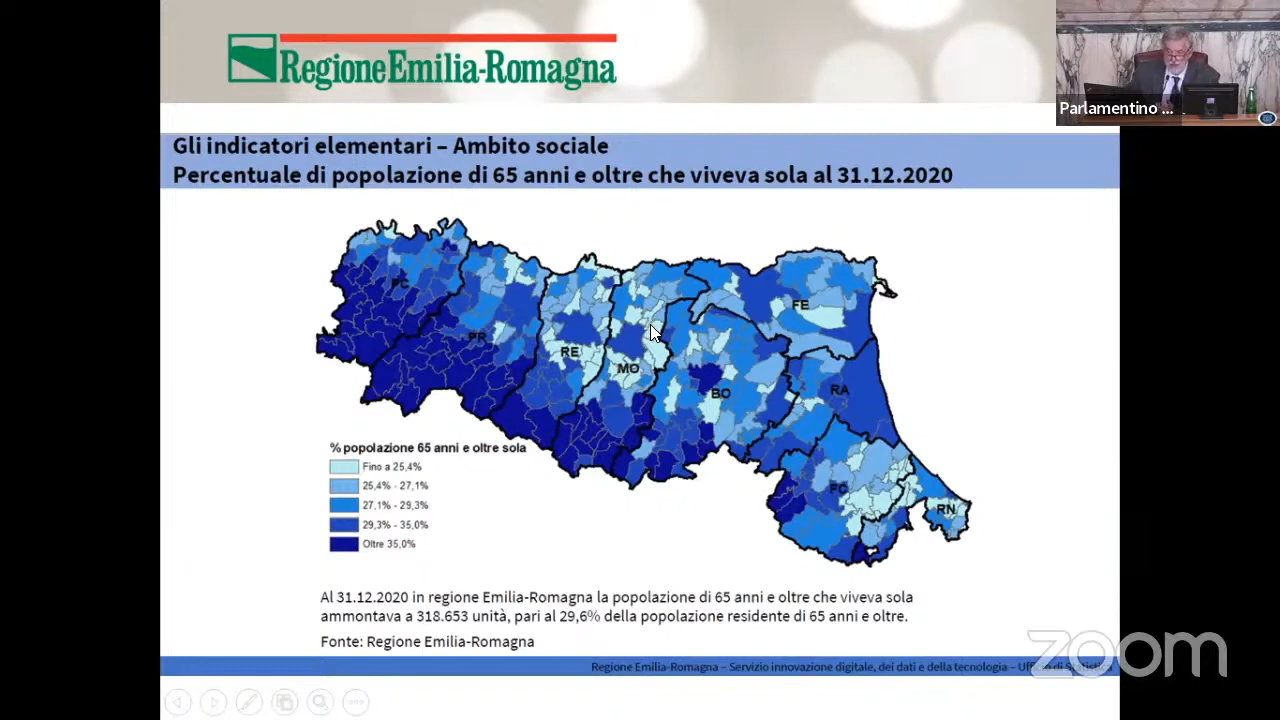 RegioneEmilia-Romagna
Parlamentino ...
Gli indicatori elementari – Ambito sociale
Percentuale di popolazione di 65 anni e oltre che viveva sola al 31.12.2020
PC
PR
RE
MO
BO
FE
RA
FC
RN
% popolazione 65 anni e oltre sola
Fino a 25,4%
25,4% - 27,1%
27,1% - 29,3%
29,3% - 35,0%
Oltre 35,0%
Al 31.12.2020 in regione Emilia-Romagna la popolazione di 65 anni e oltre che viveva sola
ammontava a 318.653 unità, pari al 29,6% della popolazione residente di 65 anni e oltre.
Fonte: Regione Emilia-Romagna
zoom
Regione Emilia-Romagna – Servizio innovazione digitale, dei dati e della tecnologia – Ufficio di Statistica